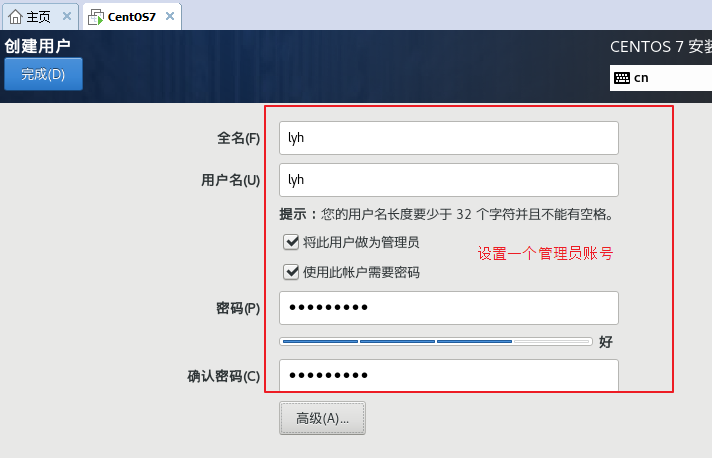 主页
CentOS7
创建用户
CENTOS 7 安装
完成(D)
cn
全名(F)
lyh
用户名(U)
lyh
提示：您的用户名长度要少于 32 个字符并且不能有空格。
将此用户做为管理员
设置一个管理员账号
使用此帐户需要密码
密码(P)
●●●●●●●●●
好
确认密码(C)
●●●●●●●●●
高级(A)...